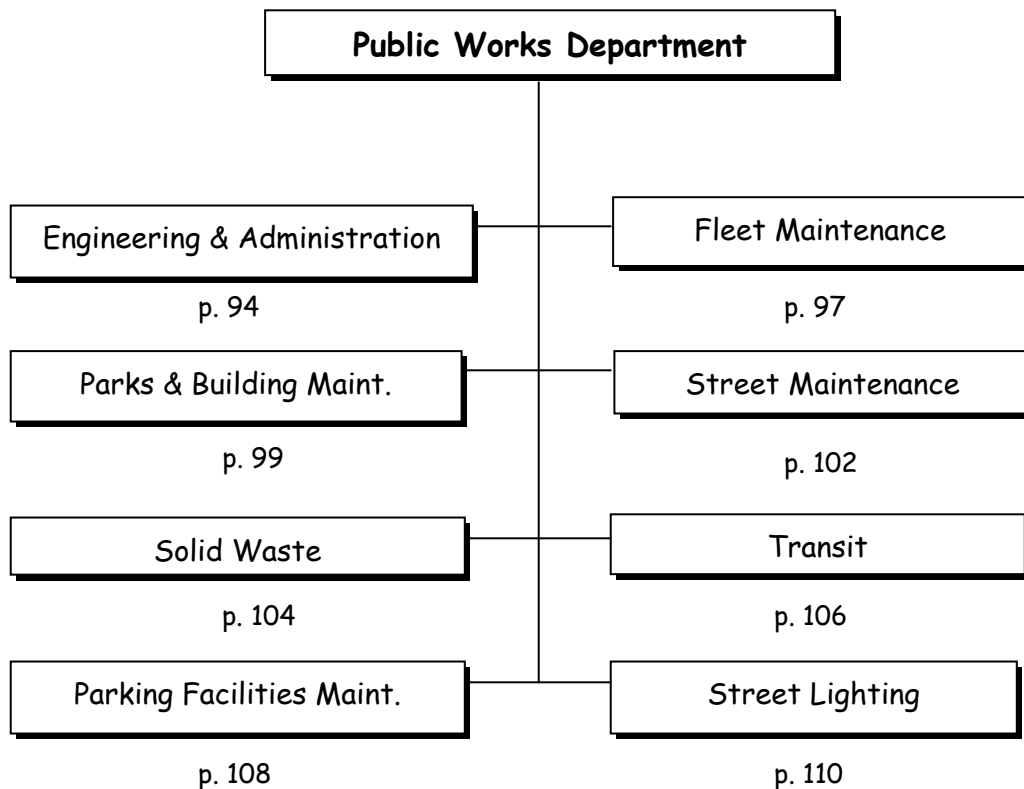 Public Works Department
Engineering & Administration
Fleet Maintenance
p. 94
p. 97
Parks & Building Maint.
Street Maintenance
p. 99
p. 102
Solid Waste
Transit
p. 104
p. 106
Parking Facilities Maint.
Street Lighting
p. 108
p. 110